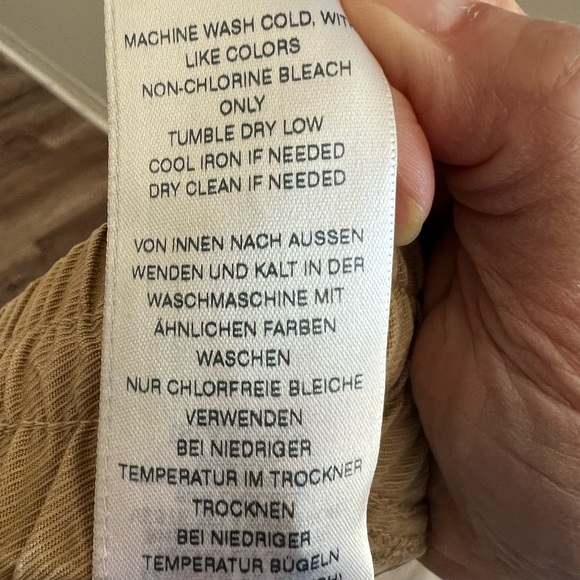 MACHINE WASH COLD, WITH
LIKE COLORS
NON-CHLORINE BLEACH
ONLY
TUMBLE DRY LOW
COOL IRON IF NEEDED
DRY CLEAN IF NEEDED
VON INNEN NACH AUSSEN
WENDEN UND KALT IN DER
WASCHMASCHINE MIT
ÄHNLICHEN FARBEN
WASCHEN
NUR CHLORFREIE BLEICHE
VERWENDEN
BEI NIEDRIGER
TEMPERATUR IM TROCKNER
TROCKNEN
BEI NIEDRIGER
TEMPERATUR BÜGELN